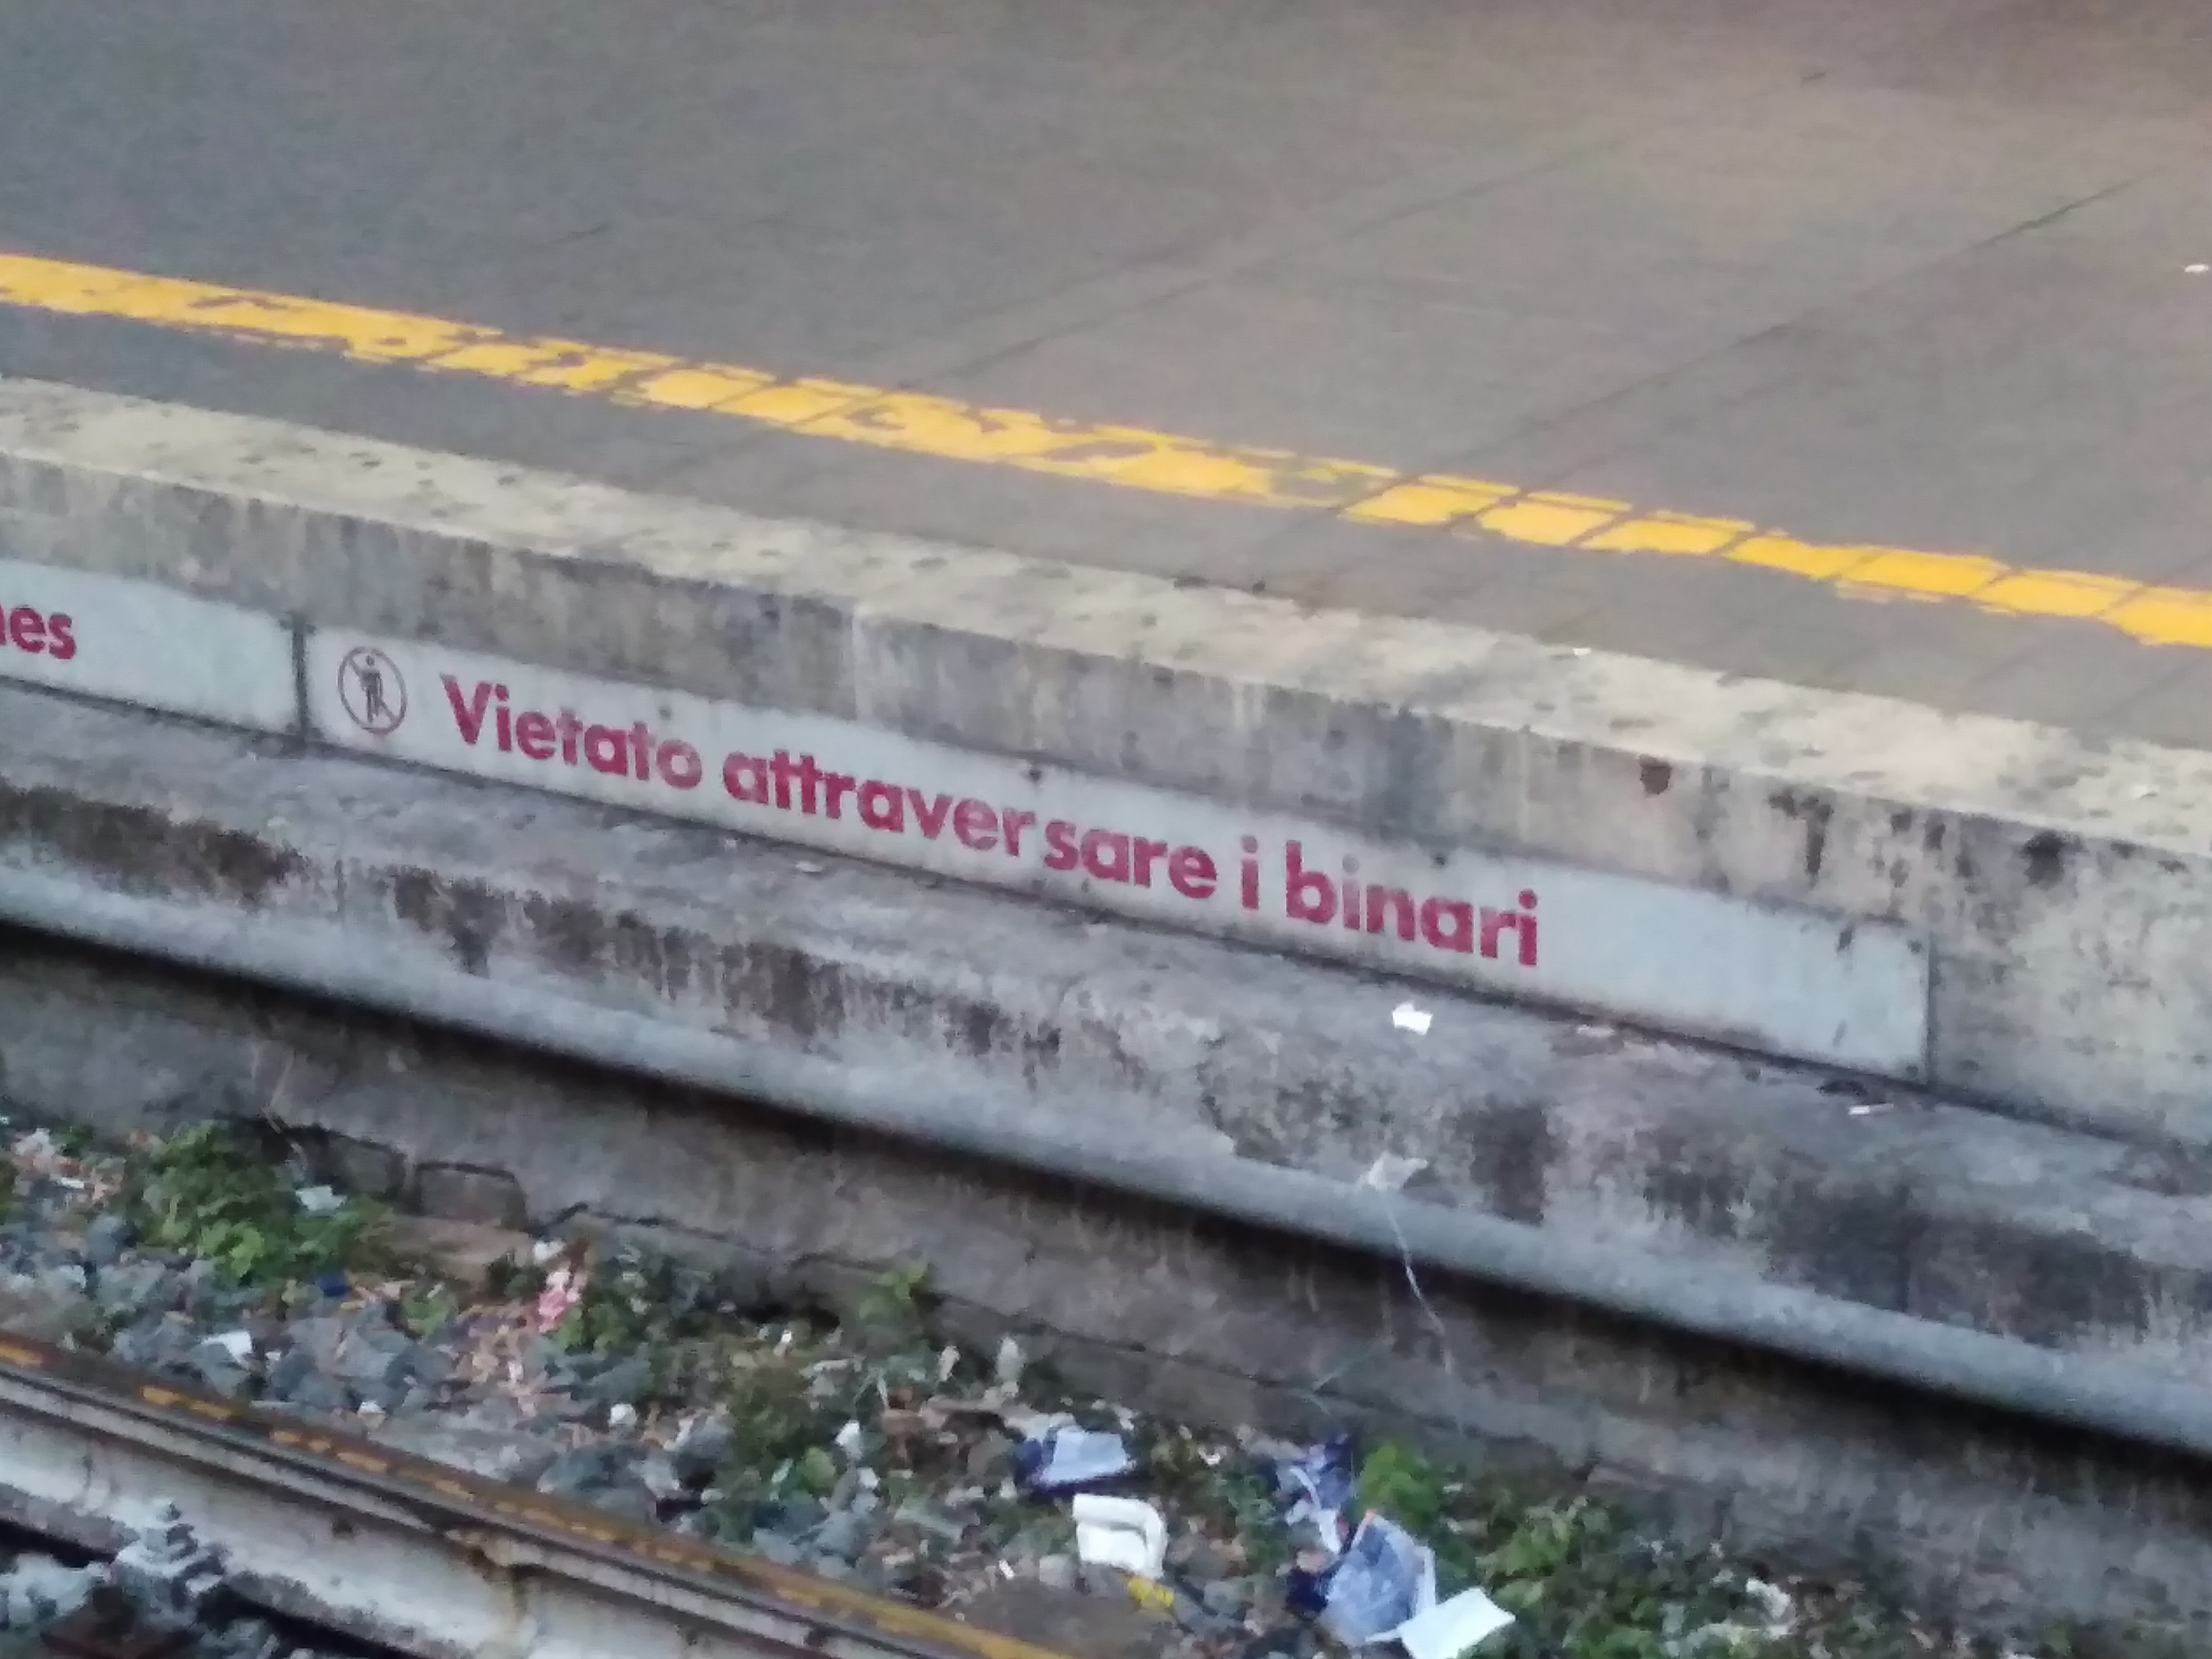 Vietato attraversare i binari